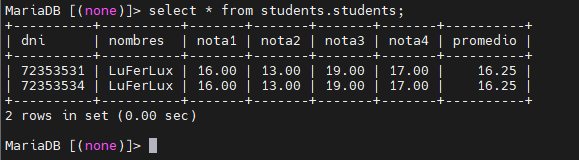 MariaDB [(none)]> select * from students.students;
+----------+-----------+-------+-------+-------+-------+----------+
| dni      | nombres   | nota1 | nota2 | nota3 | nota4 | promedio |
+----------+-----------+-------+-------+-------+-------+----------+
| 72353531 | LuFerLux  | 16.00 | 13.00 | 19.00 | 17.00 |    16.25 |
| 72353534 | LuFerLux  | 16.00 | 13.00 | 19.00 | 17.00 |    16.25 |
+----------+-----------+-------+-------+-------+-------+----------+
2 rows in set (0.00 sec)
MariaDB [(none)]>